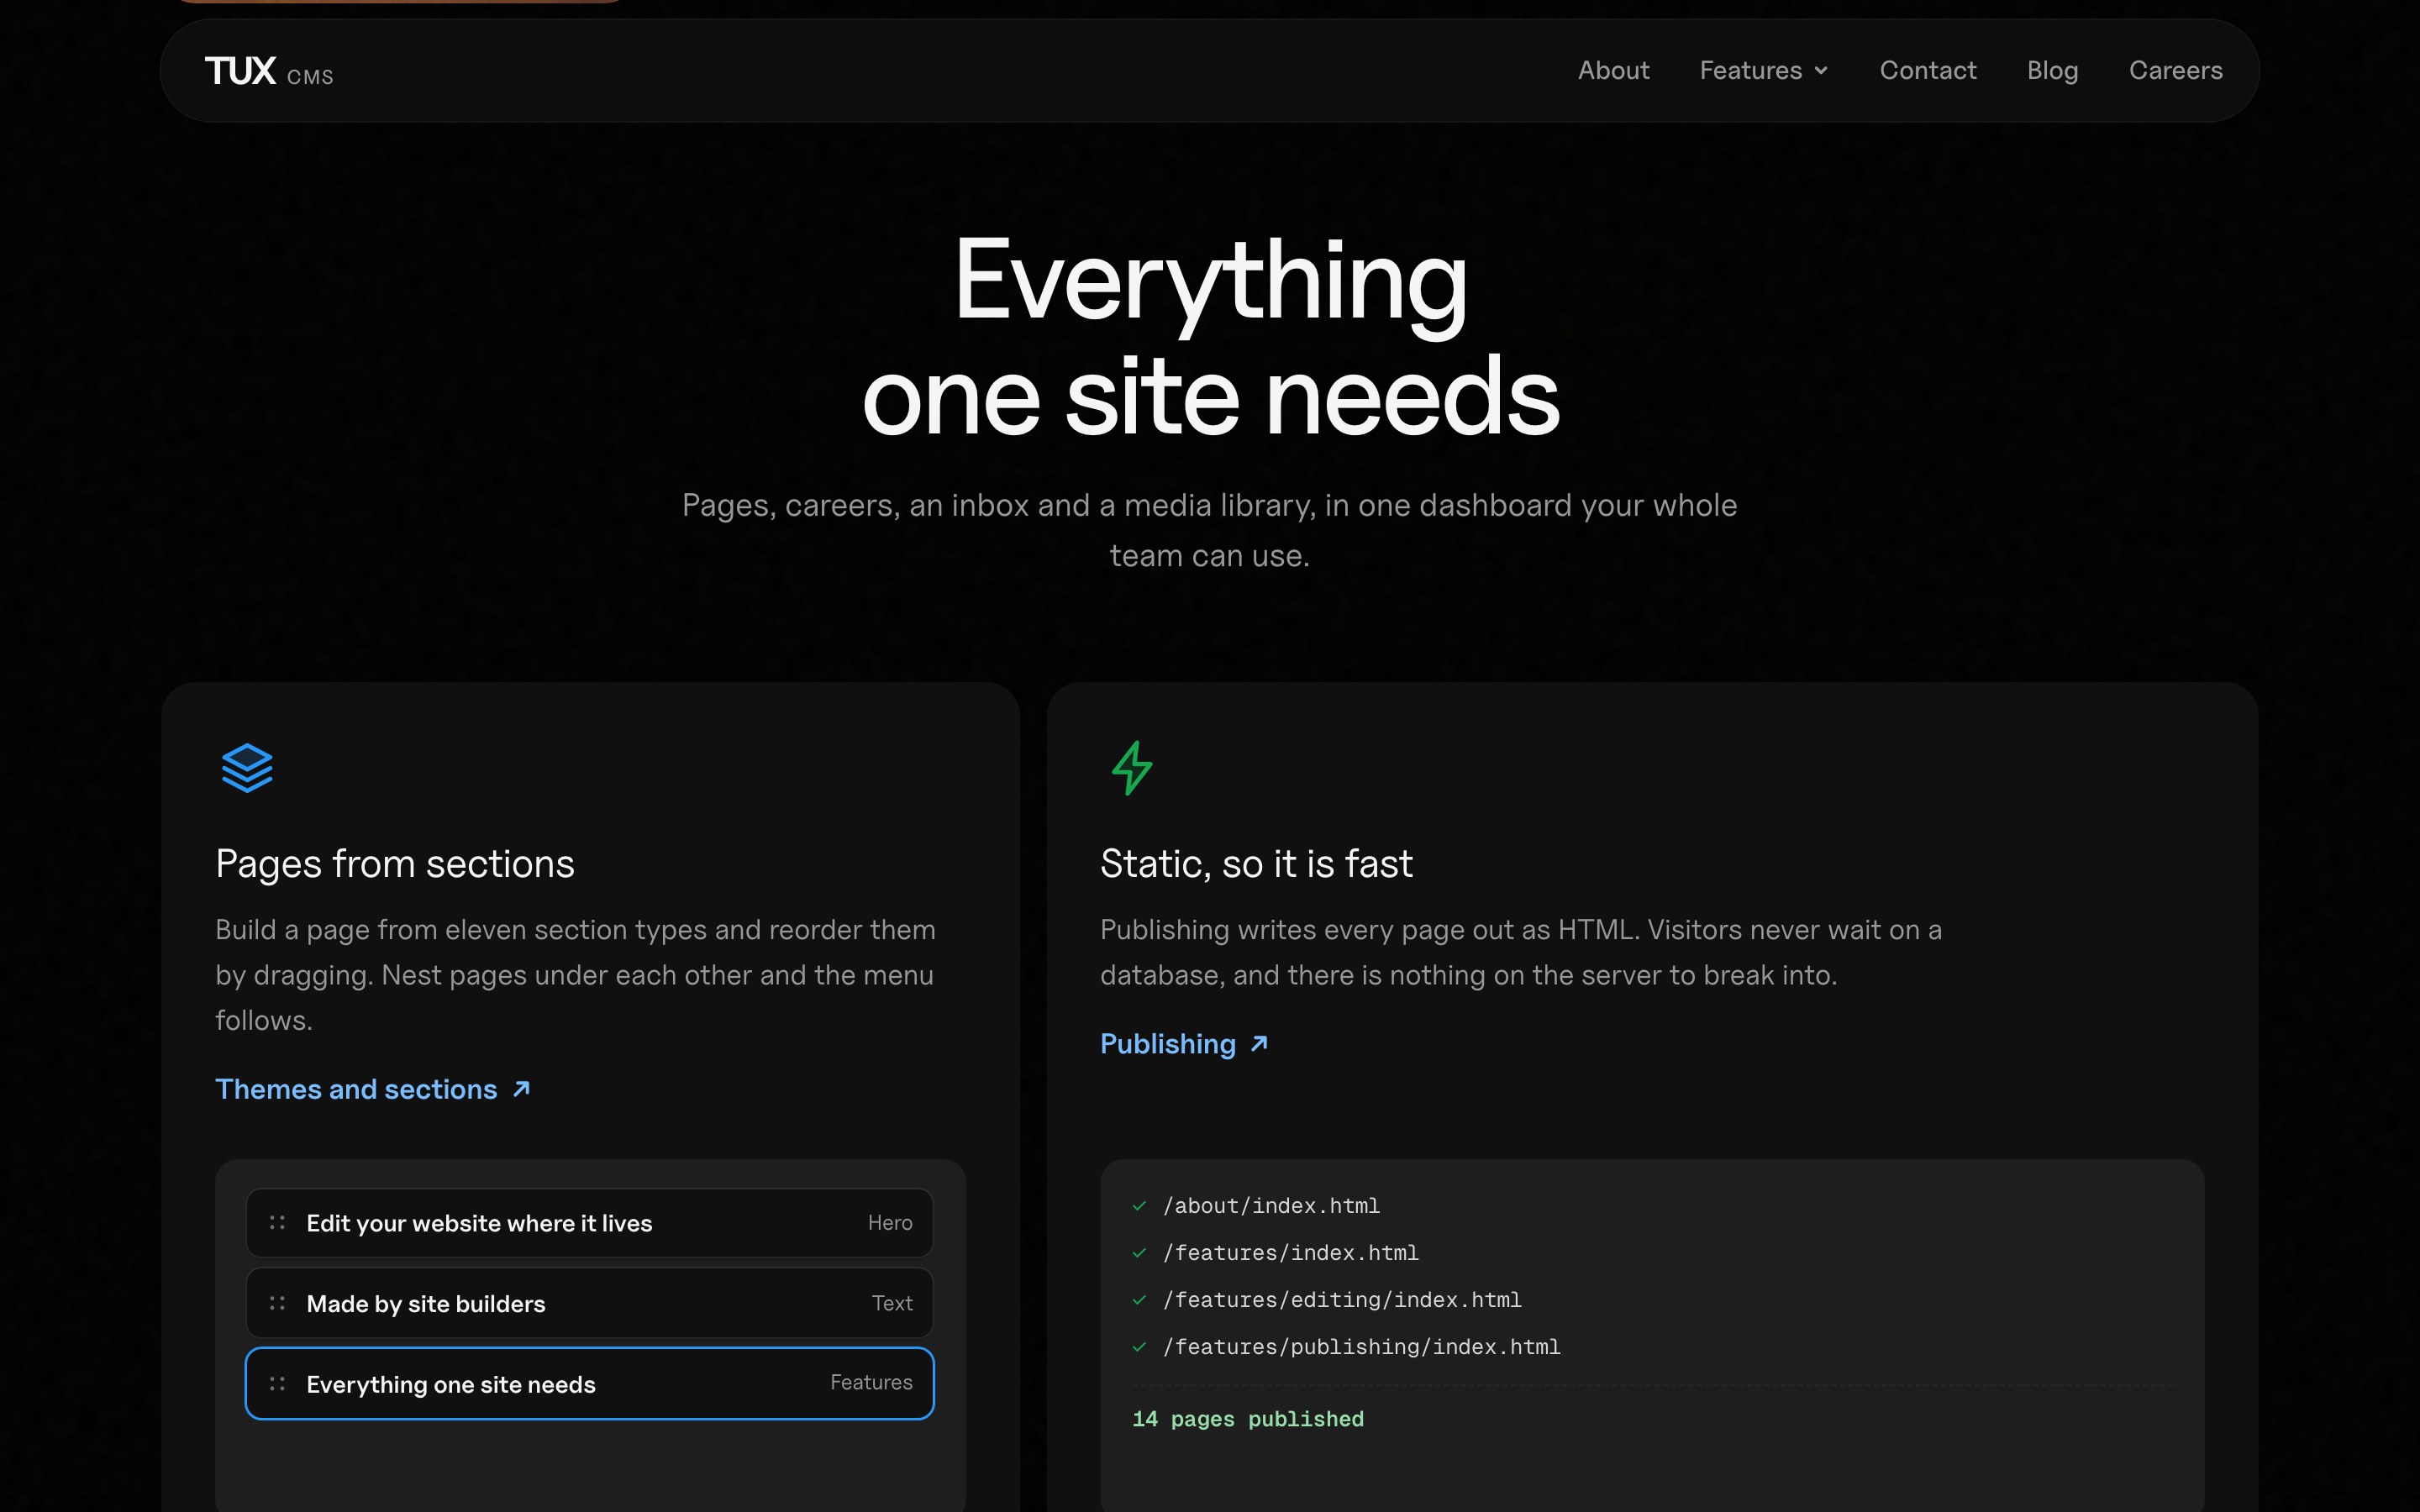 TUX CMS
About Features Contact Blog Careers
Everything
one site needs
Pages, careers, an inbox and a media library, in one dashboard your whole
team can use.
Pages from sections
Build a page from eleven section types and reorder them
by dragging. Nest pages under each other and the menu
follows.
Themes and sections
Edit your website where it lives Hero
Made by site builders Text
Everything one site needs Features
Static, so it is fast
Publishing writes every page out as HTML. Visitors never wait on a
database, and there is nothing on the server to break into.
Publishing
/about/index.html
/features/index.html
/features/editing/index.html
/features/publishing/index.html
14 pages published